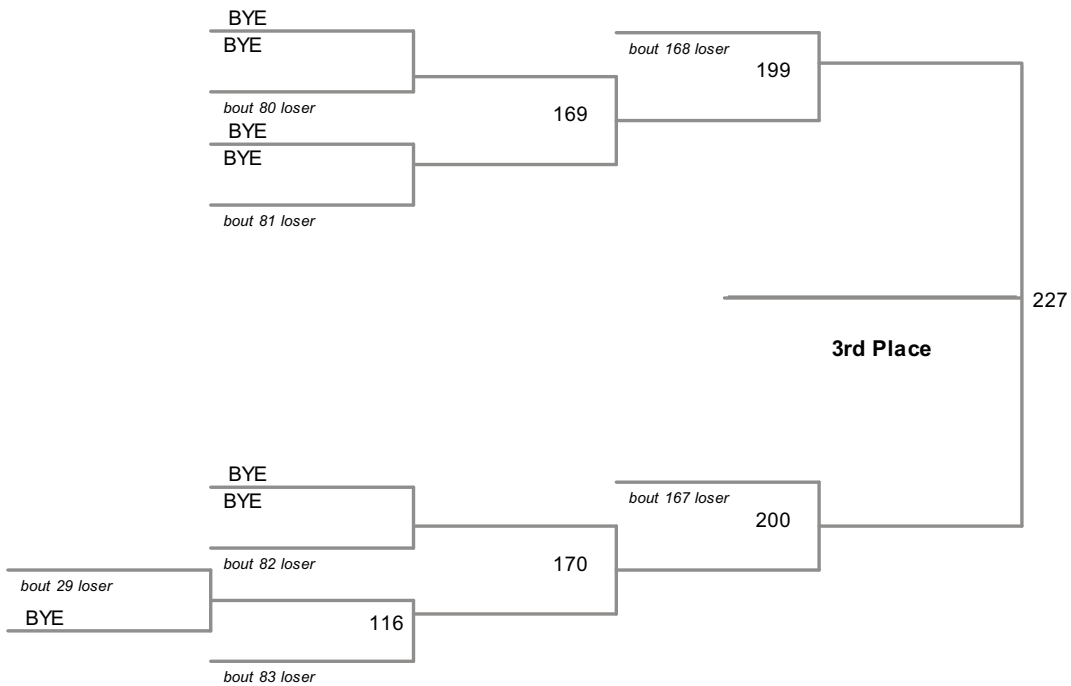 BYE
BYE
bout 168 loser
199
bout 80 loser
169
BYE
BYE
bout 81 loser
227
3rd Place
BYE
BYE
bout 167 loser
200
bout 82 loser
170
bout 29 loser
BYE
116
bout 83 loser